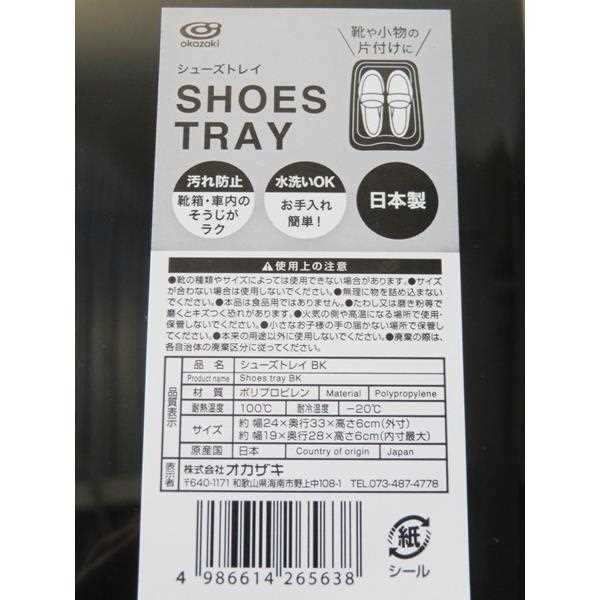 okazaki
靴や小物の
片付けに
シューズトレイ
SHOES
TRAY
汚れ防止
靴箱・車内の
そうじが
ラク
水洗いOK
お手入れ
簡単！
日本製
⚠使用上の注意
●靴の種類やサイズによっては使用できない場合があります。●サイズ
が合わない場合は使用しないでください。●無理に物を詰め込まない
でください。●本品は食品用ではありません。●たわし又は磨き粉等で
磨くとキズつく恐れがあります。●火気の側や高温になる場所で使用・
保管しないでください。●小さなお子様の手の届かない場所で保管し
てください。●本来の用途以外に使用しないでください。●廃棄の際は、
各自治体の廃棄区分に従ってください。
品質表示
品 名 シューズトレイ BK
Product name Shoes tray BK
材 質 ポリプロピレン Material Polypropylene
耐熱温度 100℃ 耐冷温度 −20℃
サイズ 約 幅24×奥行33×高さ6cm(外寸)
約 幅19×奥行28×高さ6cm(内寸最大)
原産国 日本 Country of origin Japan
表示者 株式会社オカザキ
〒640-1171 和歌山県海南市野上中108-1 TEL.073-487-4778
4 986614 265638
紙
シール